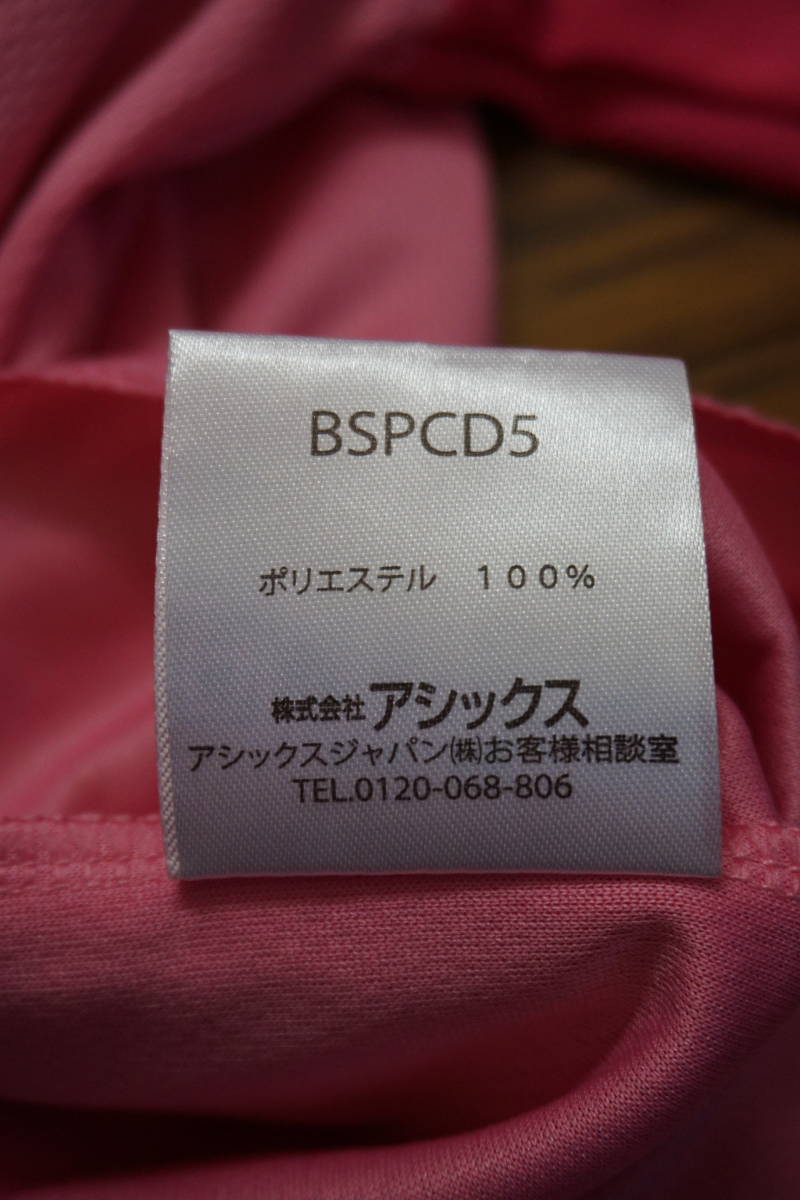 BSPCD5
ポリエステル　１００％
株式会社アシックス
アシックスジャパン㈱お客様相談室
TEL.0120-068-806